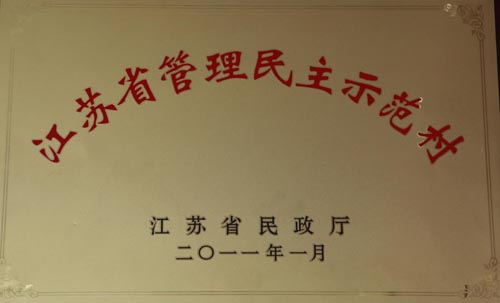 江苏省管理民主示范村
江苏省民政厅
二〇一一年一月